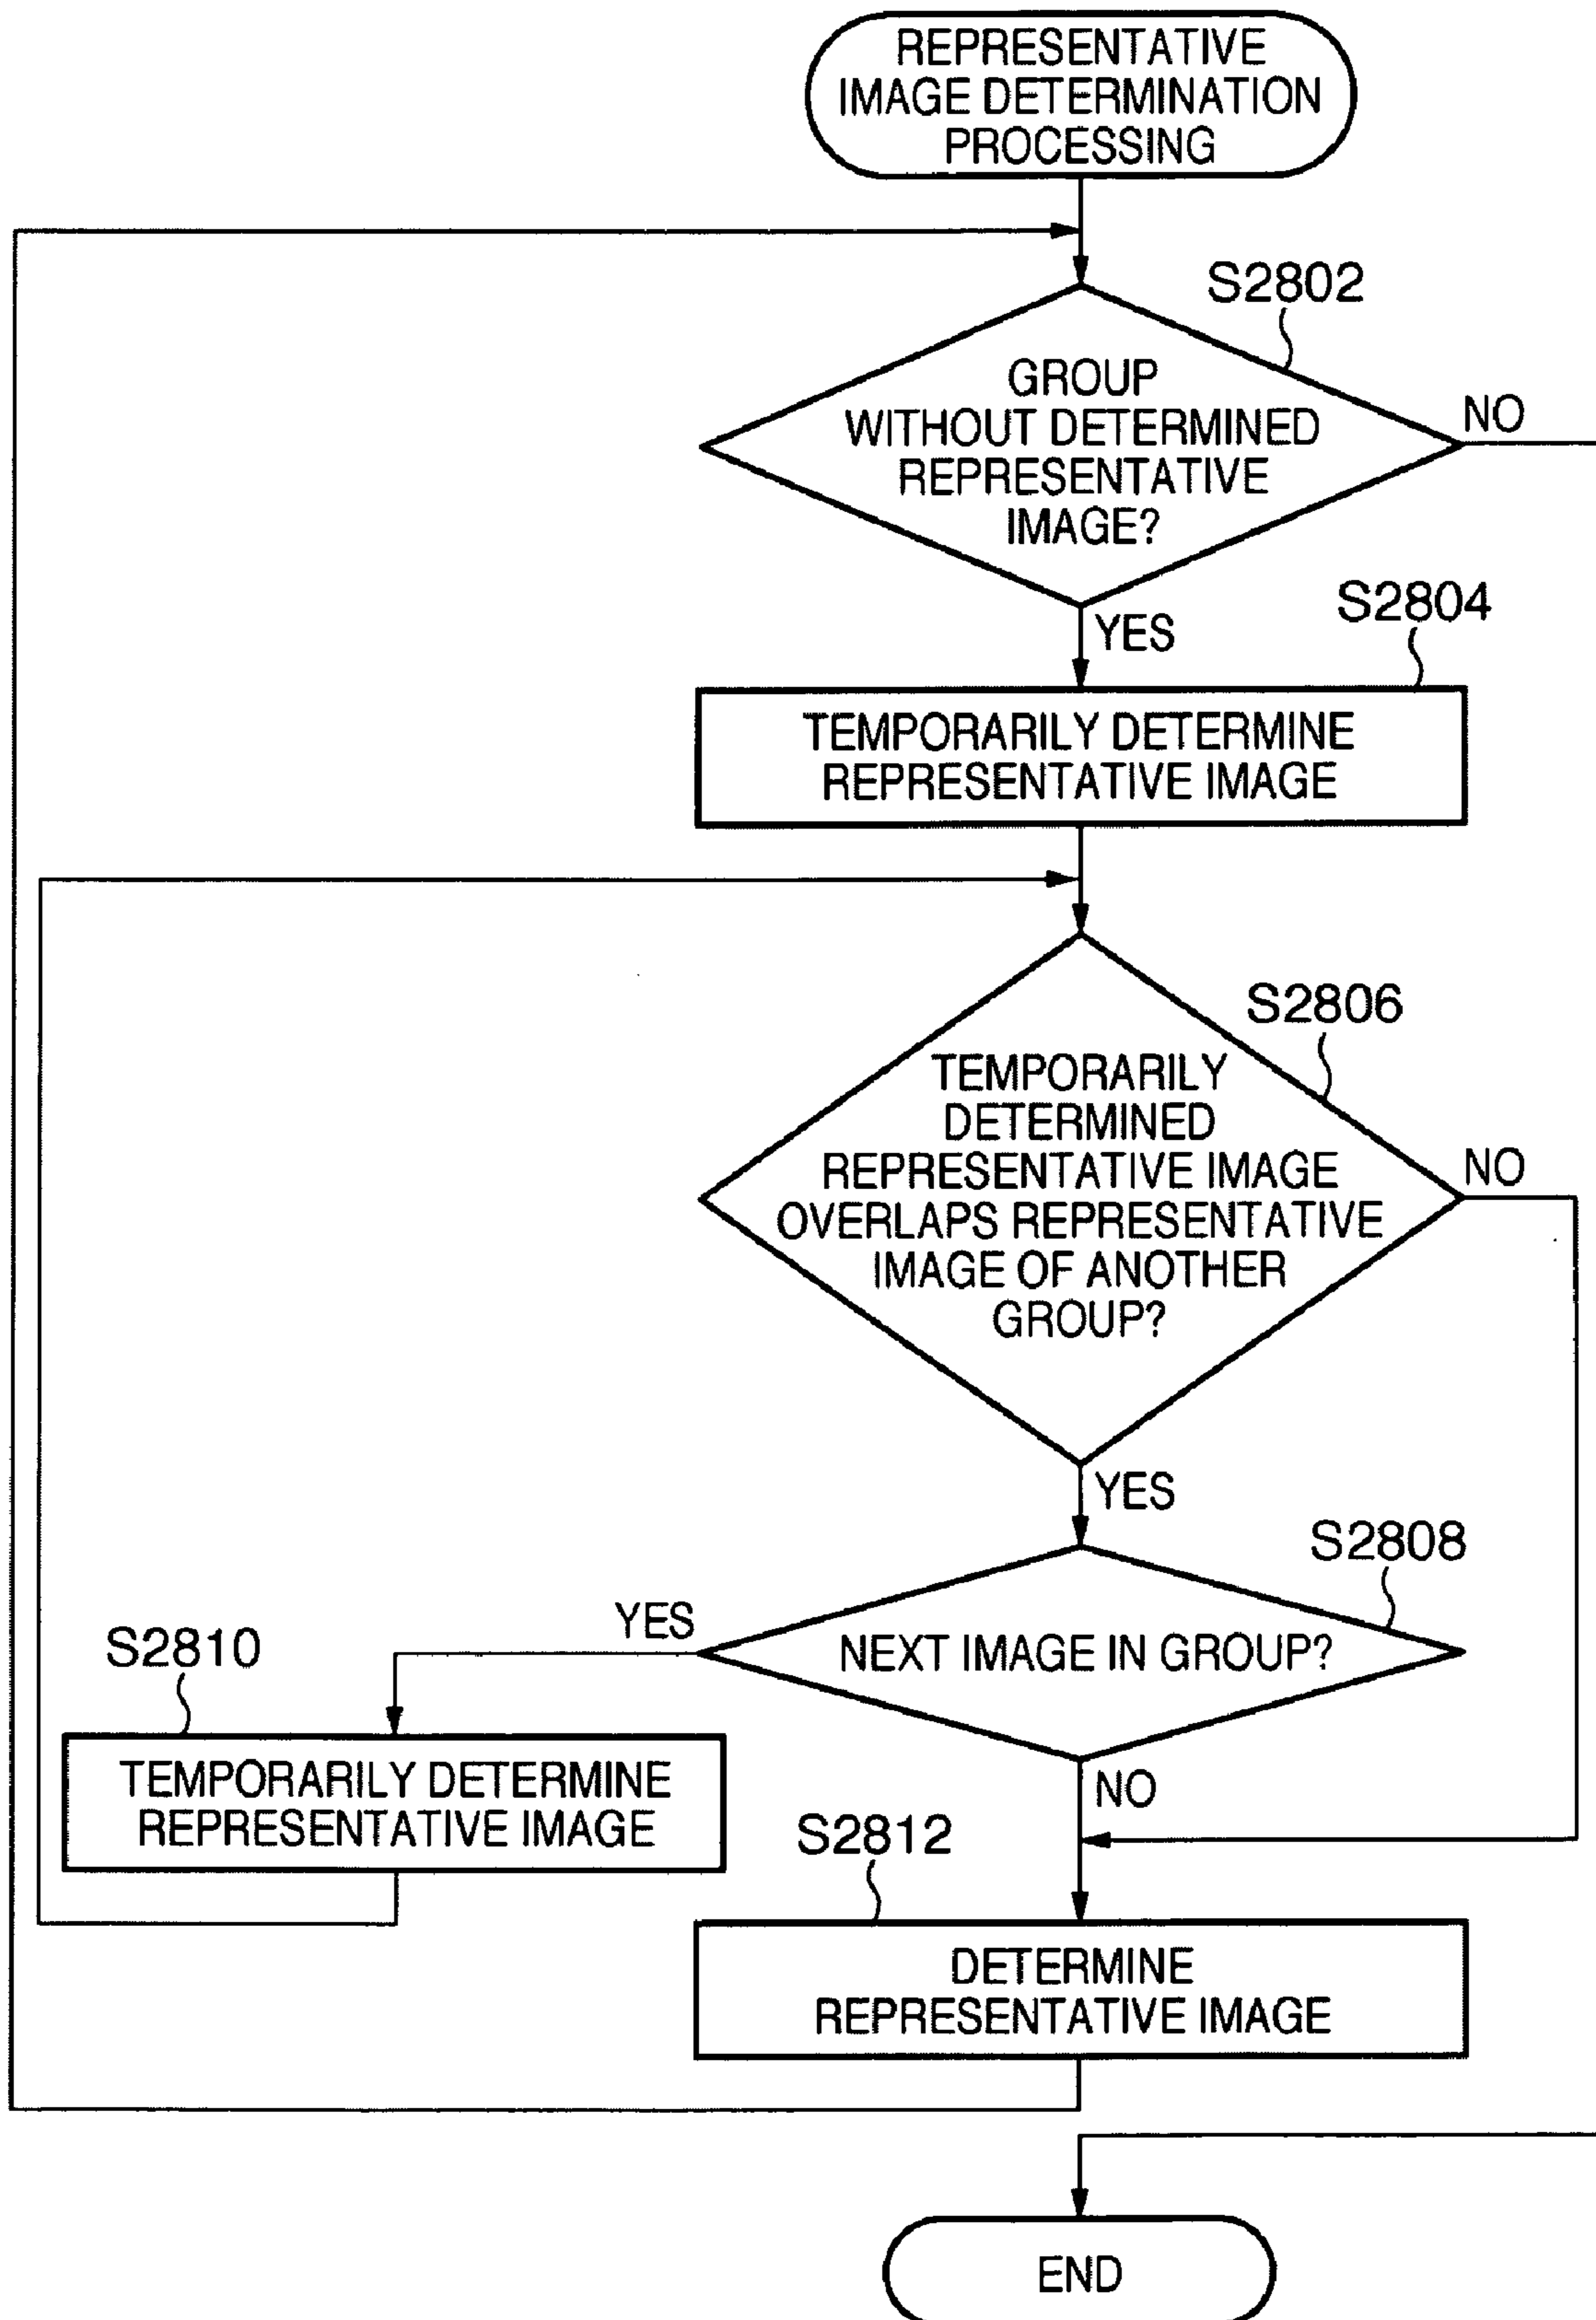 REPRESENTATIVE
IMAGE DETERMINATION
PROCESSING
S2802
GROUP
WITHOUT DETERMINED
REPRESENTATIVE
IMAGE?
NO
YES
S2804
TEMPORARILY DETERMINE
REPRESENTATIVE IMAGE
S2806
TEMPORARILY
DETERMINED
REPRESENTATIVE IMAGE
OVERLAPS REPRESENTATIVE
IMAGE OF ANOTHER
GROUP?
NO
YES
S2808
NEXT IMAGE IN GROUP?
YES
S2810
TEMPORARILY DETERMINE
REPRESENTATIVE IMAGE
NO
S2812
DETERMINE
REPRESENTATIVE IMAGE
END